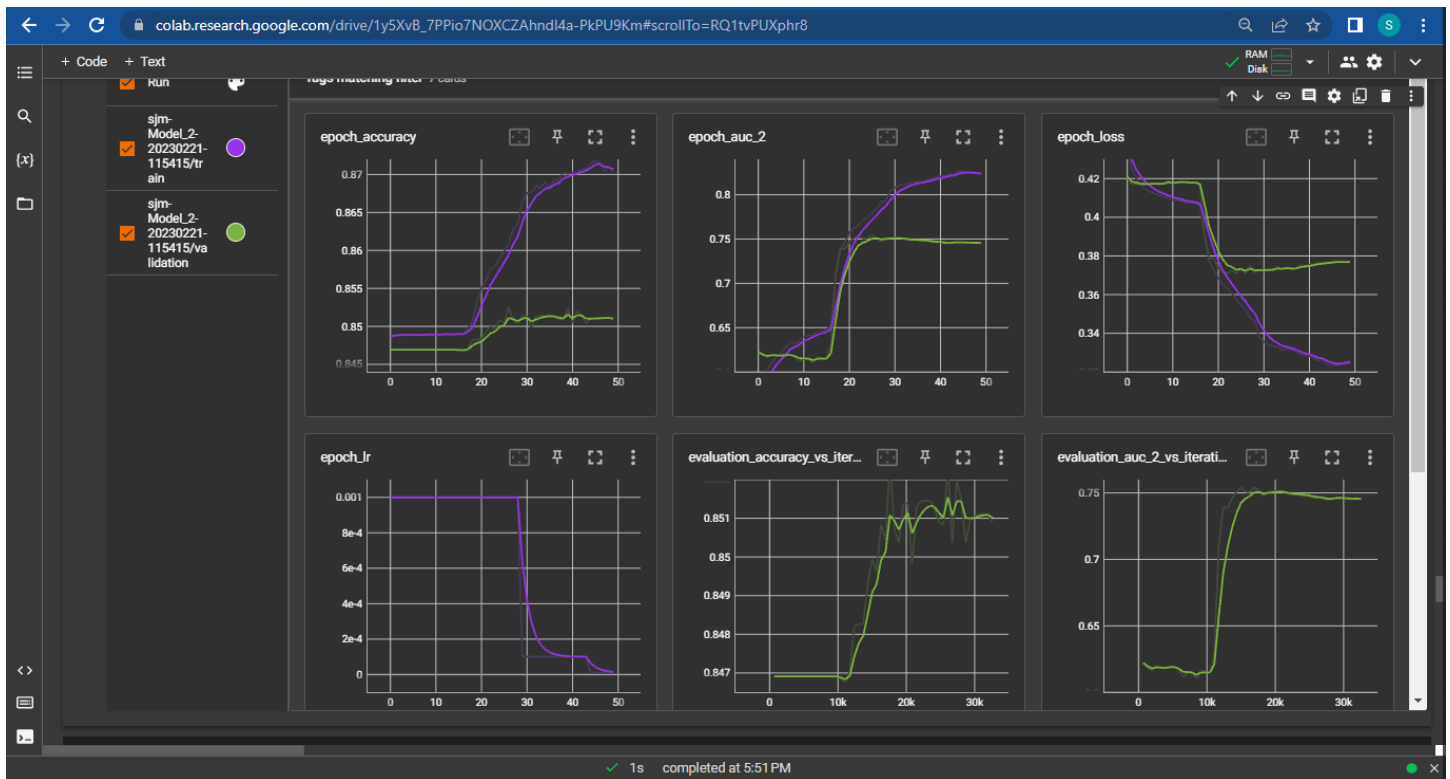 colab.research.google.com/drive/1y5XvB_7PPio7NOXCZAhndI4a-PkPU9Km#scrollTo=RQ1tvPUXphr8
S
+ Code + Text
RAM
Disk
Run
Tags matching filter 7 cards
{x}
sjm-
Model_2-
20230221-
115415/tr
ain
sjm-
Model_2-
20230221-
115415/va
lidation
epoch_accuracy
0.87
0.865
0.86
0.855
0.85
0.845
0 10 20 30 40 50
epoch_auc_2
0.8
0.75
0.7
0.65
0 10 20 30 40 50
epoch_loss
0.42
0.4
0.38
0.36
0.34
0 10 20 30 40 50
epoch_lr
0.001
8e-4
6e-4
4e-4
2e-4
0
0 10 20 30 40 50
evaluation_accuracy_vs_iter...
0.851
0.85
0.849
0.848
0.847
0 10k 20k 30k
evaluation_auc_2_vs_iterati...
0.75
0.7
0.65
0 10k 20k 30k
1s completed at 5:51 PM